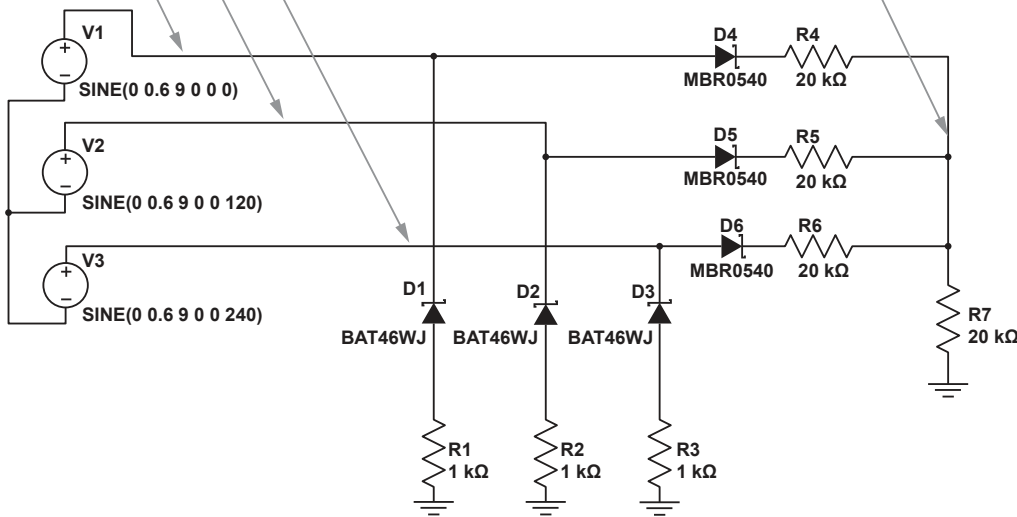 V1
SINE(0 0.6 9 0 0 0)
V2
SINE(0 0.6 9 0 0 120)
V3
SINE(0 0.6 9 0 0 240)
D4
MBR0540
R4
20 kΩ
D5
MBR0540
R5
20 kΩ
D6
MBR0540
R6
20 kΩ
D1
BAT46WJ
D2
BAT46WJ
D3
BAT46WJ
R7
20 kΩ
R1
1 kΩ
R2
1 kΩ
R3
1 kΩ